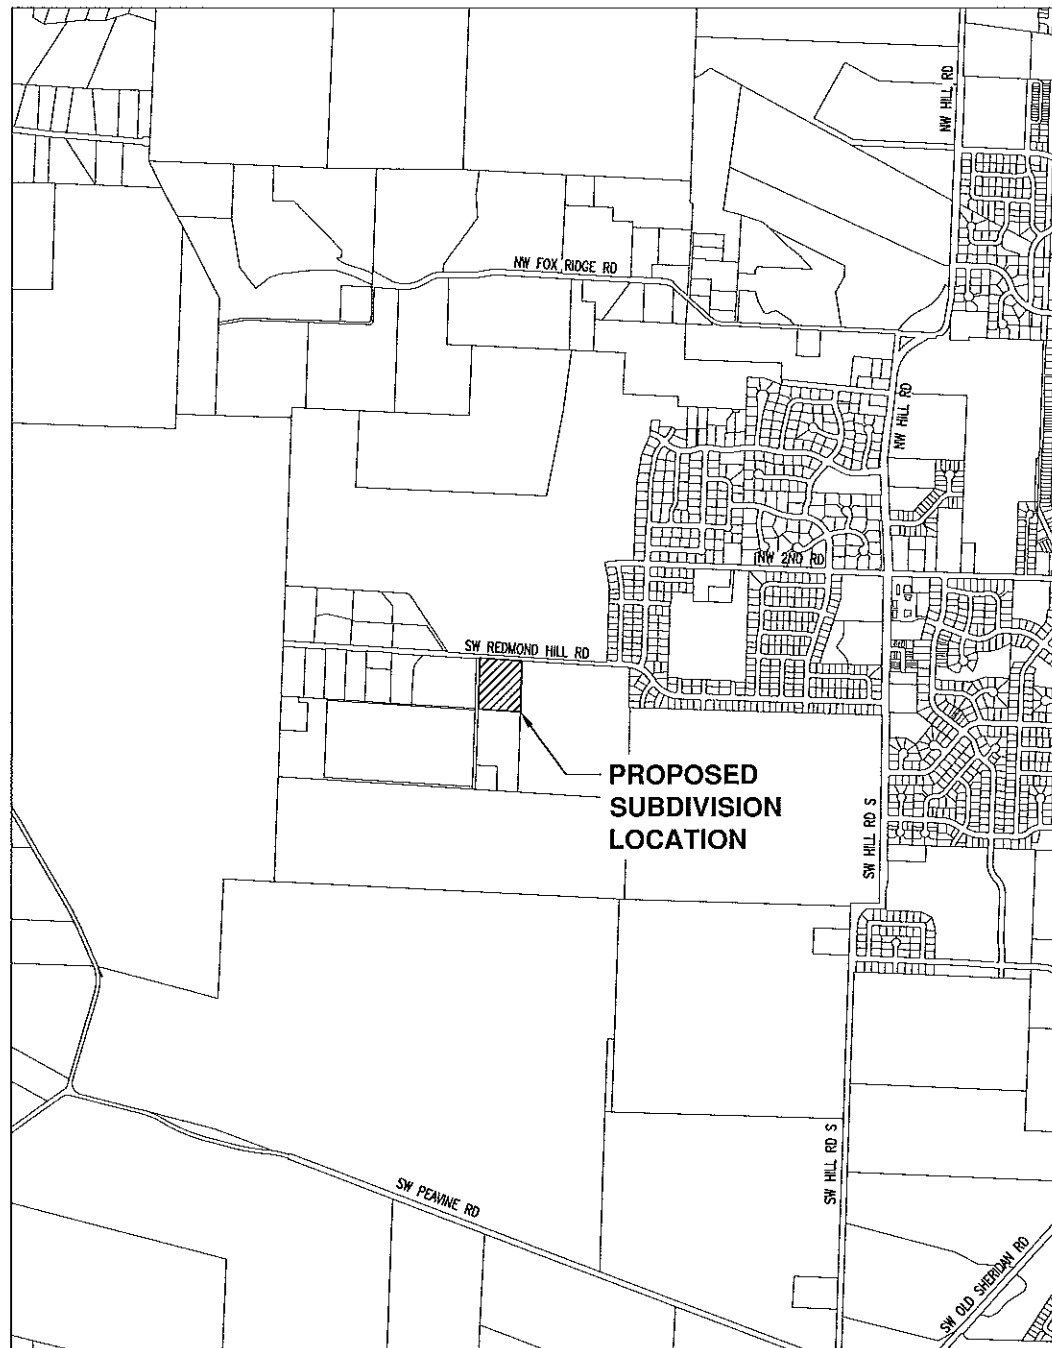 NW HILL RD
NW FOX RIDGE RD
NW HILL RD
NW 2ND RD
SW REDMOND HILL RD
PROPOSED
SUBDIVISION
LOCATION
SW HILL RD S
SW HILL RD S
SW PEAVINE RD
SW OLD SHERIDAN RD